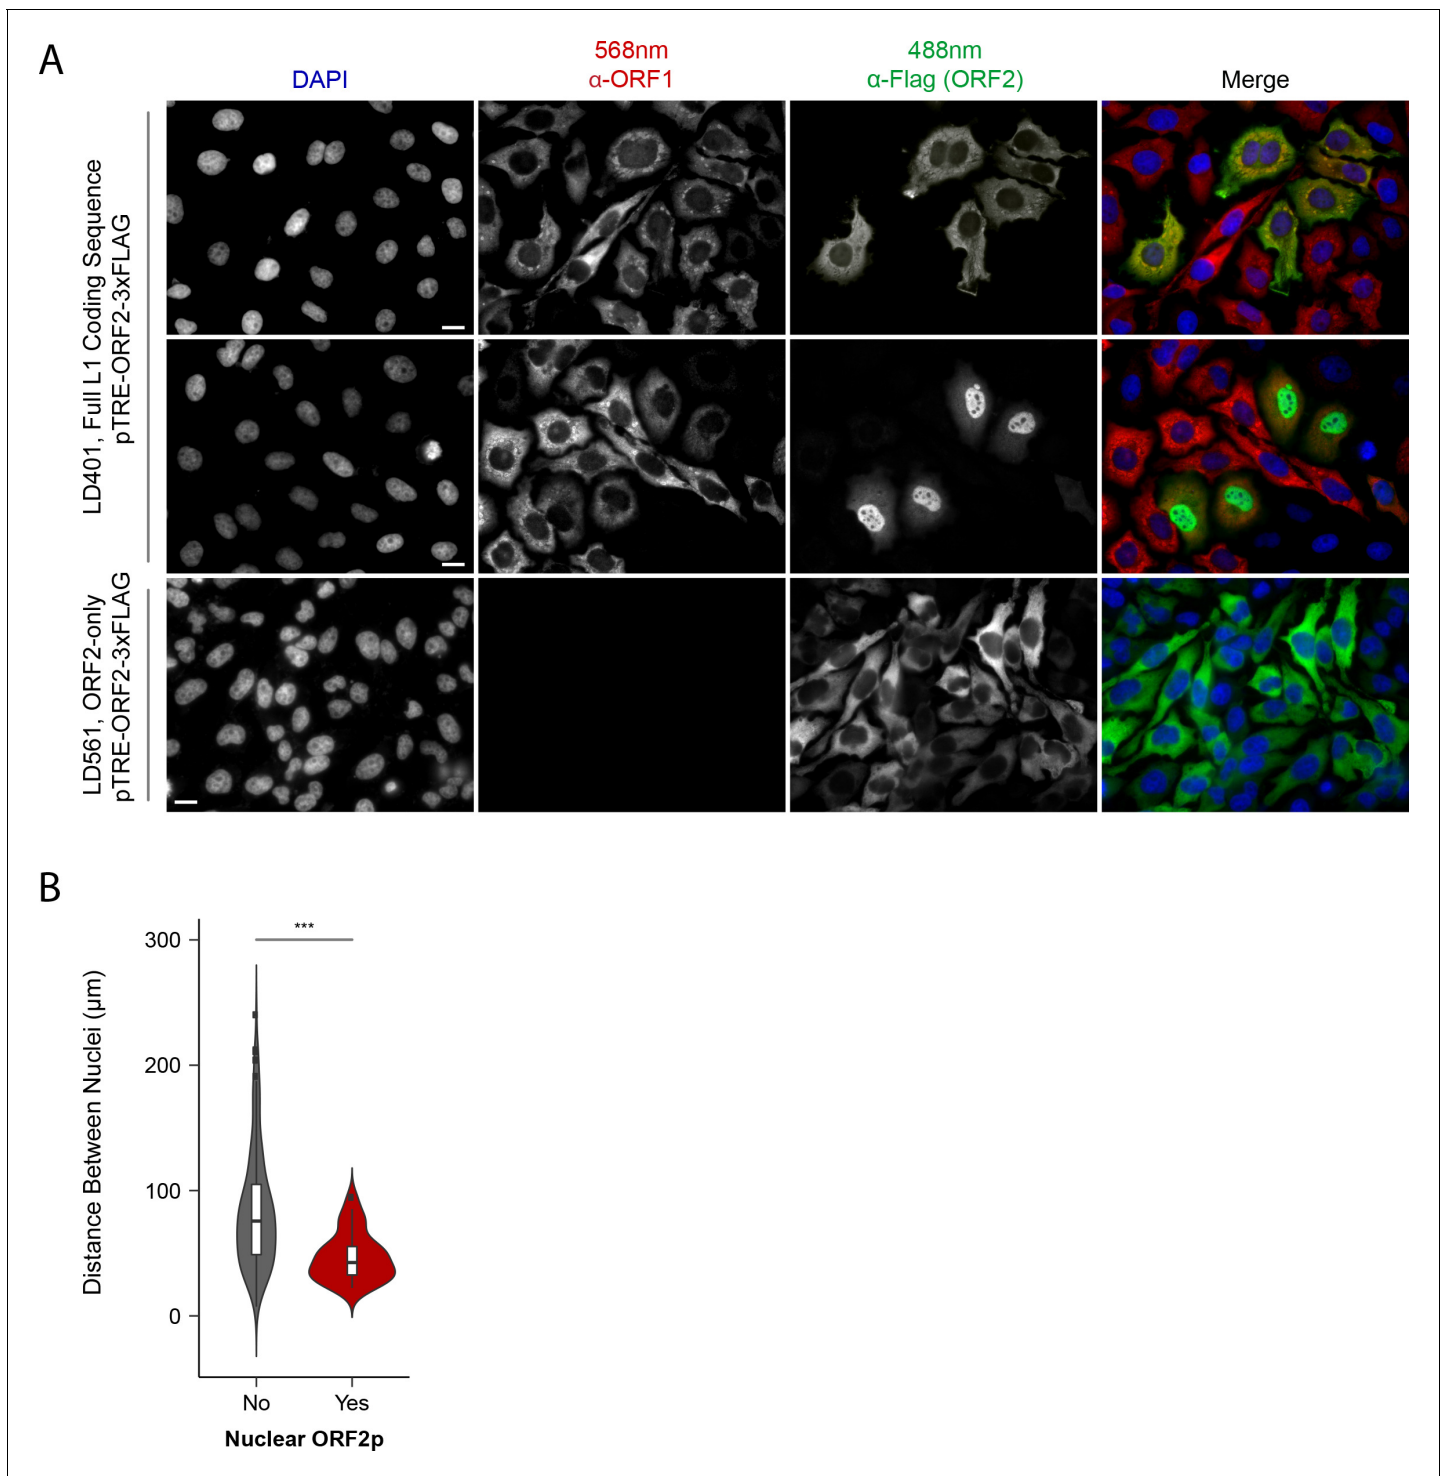 A
568nm
488nm
DAPI
α-ORF1
α-Flag (ORF2)
Merge
LD401, Full L1 Coding Sequence
pTRE-ORF2-3xFLAG
LD561, ORF2-only
pTRE-ORF2-3xFLAG
B
***
300
200
100
0
Distance Between Nuclei (μm)
No
Yes
Nuclear ORF2p